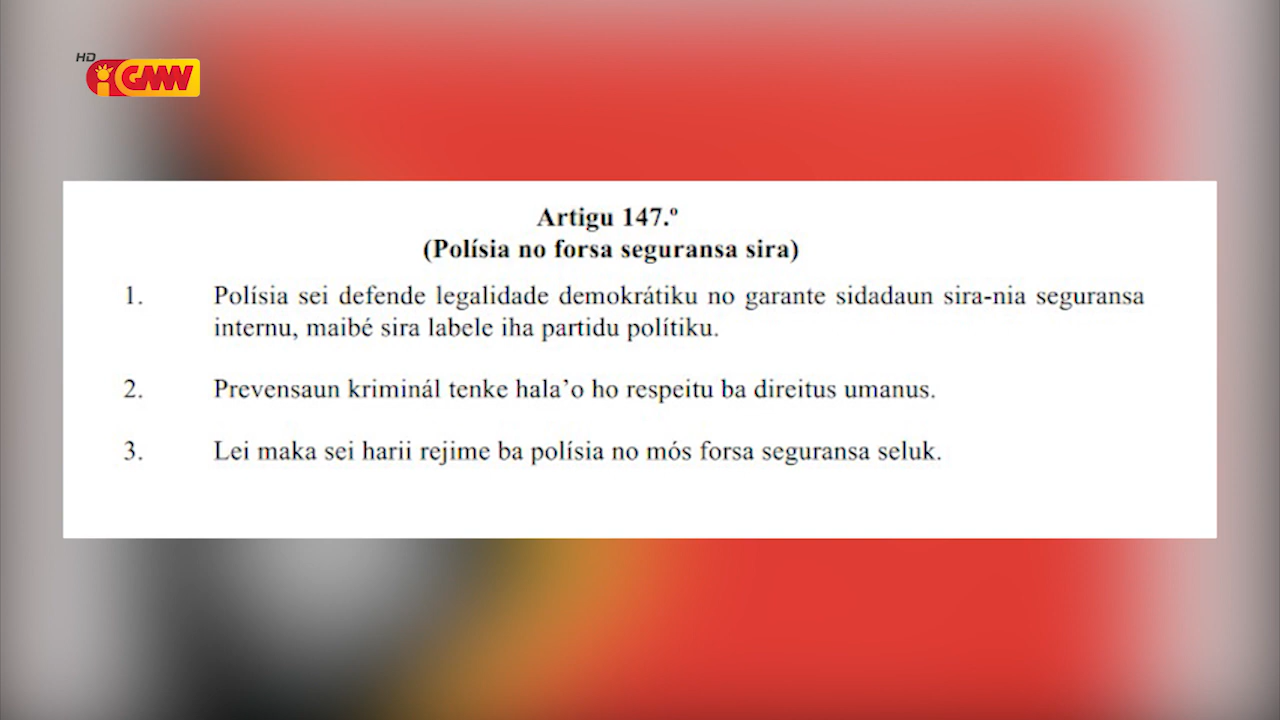 HD
GMN
Artigu 147.º
(Polísia no forsa seguransa sira)
1. Polísia sei defende legalidade demokrátiku no garante sidadaun sira-nia seguransa
internu, maibé sira labele iha partidu polítiku.
2. Prevensaun kriminál tenke hala’o ho respeitu ba direitus umanus.
3. Lei maka sei harii rejime ba polísia no mós forsa seguransa seluk.